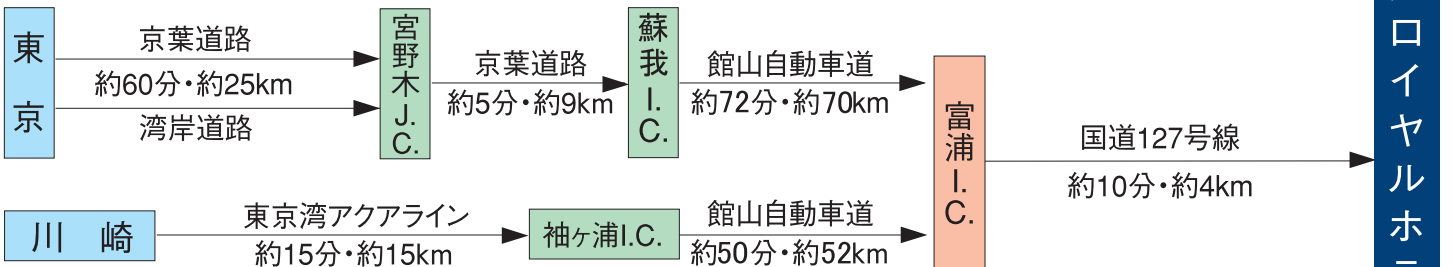 東京
京葉道路
約60分・約25km
湾岸道路
宮野木J.C.
京葉道路
約5分・約9km
蘇我I.C.
館山自動車道
約72分・約70km
川崎
東京湾アクアライン
約15分・約15km
袖ヶ浦I.C.
館山自動車道
約50分・約52km
富浦I.C.
国道127号線
約10分・約4km
ロイヤルホ